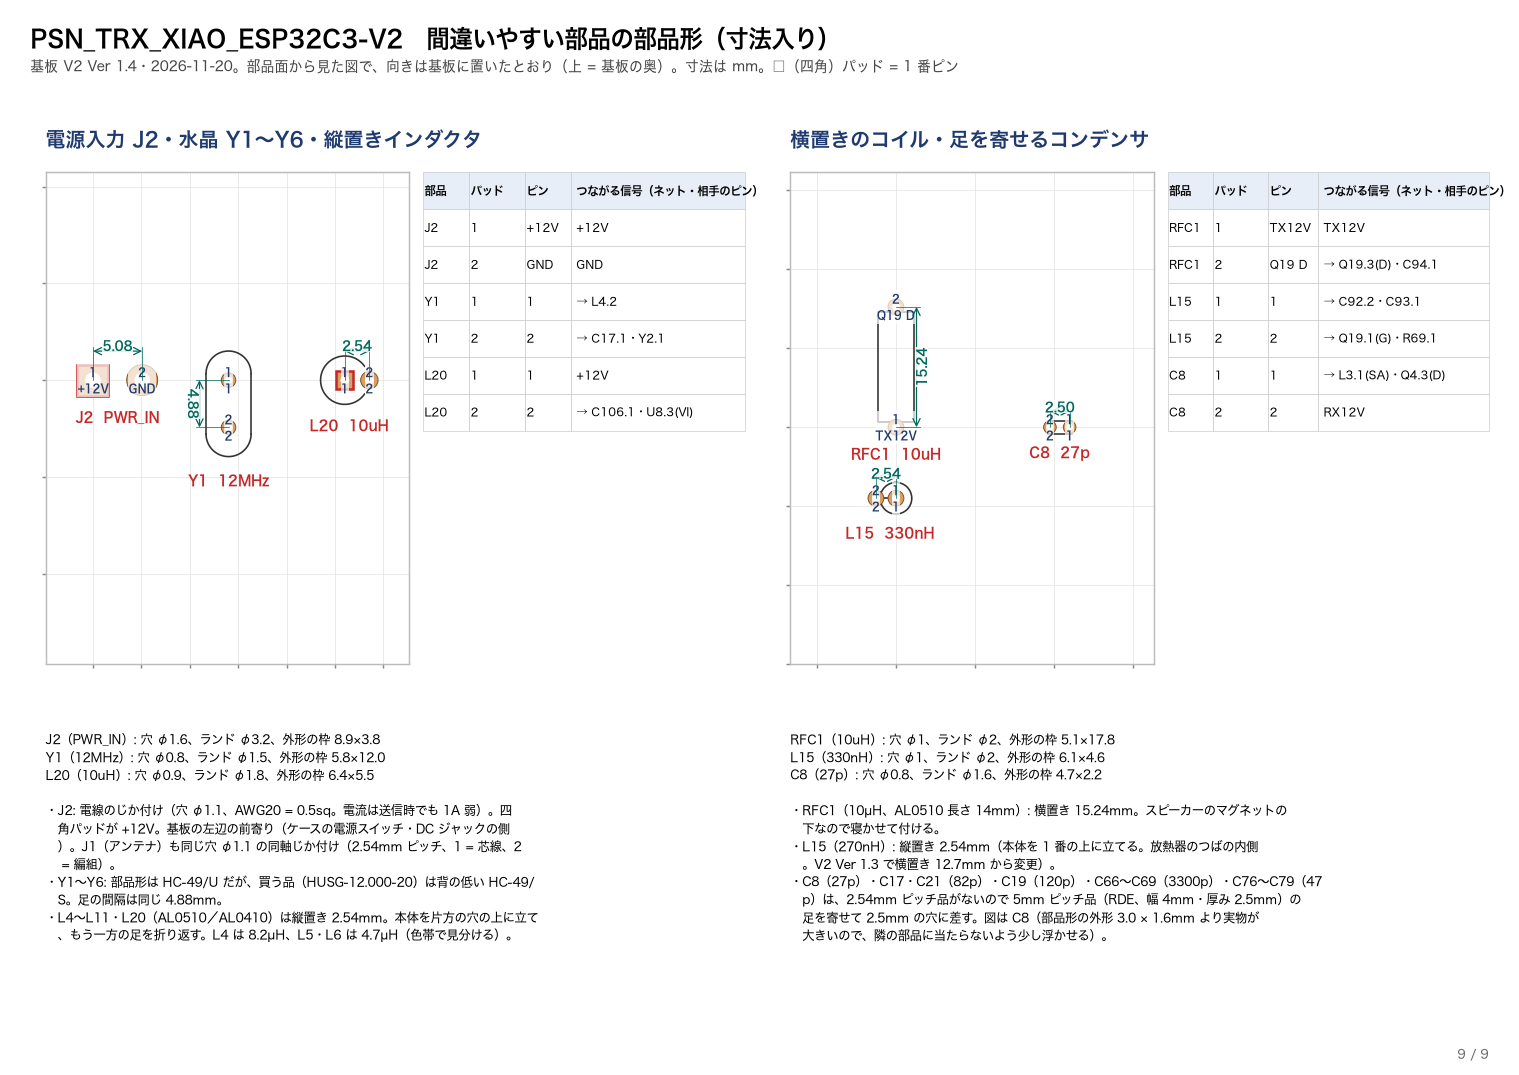 PSN_TRX_XIAO_ESP32C3-V2　間違いやすい部品の部品形（寸法入り）
基板 V2 Ver 1.4・2026-11-20。部品面から見た図で、向きは基板に置いたとおり（上 = 基板の奥）。寸法は mm。□（四角）パッド = 1 番ピン
電源入力 J2・水晶 Y1〜Y6・縦置きインダクタ
5.08
1
+12V
2
GND
J2 PWR_IN
4.88
1
1
2
2
Y1 12MHz
2.54
1
1
2
2
L20 10uH
部品 パッド ピン つながる信号（ネット・相手のピン）
J2 1 +12V +12V
J2 2 GND GND
Y1 1 1 → L4.2
Y1 2 2 → C17.1・Y2.1
L20 1 1 +12V
L20 2 2 → C106.1・U8.3(VI)
J2（PWR_IN）: 穴 φ1.6、ランド φ3.2、外形の枠 8.9×3.8
Y1（12MHz）: 穴 φ0.8、ランド φ1.5、外形の枠 5.8×12.0
L20（10uH）: 穴 φ0.9、ランド φ1.8、外形の枠 6.4×5.5
・J2: 電線のじか付け（穴 φ1.1、AWG20 = 0.5sq。電流は送信時でも 1A 弱）。四
角パッドが +12V。基板の左辺の前寄り（ケースの電源スイッチ・DC ジャックの側
）。J1（アンテナ）も同じ穴 φ1.1 の同軸じか付け（2.54mm ピッチ、1 = 芯線、2
= 編組）。
・Y1〜Y6: 部品形は HC-49/U だが、買う品（HUSG-12.000-20）は背の低い HC-49/
S。足の間隔は同じ 4.88mm。
・L4〜L11・L20（AL0510／AL0410）は縦置き 2.54mm。本体を片方の穴の上に立て
、もう一方の足を折り返す。L4 は 8.2µH、L5・L6 は 4.7µH（色帯で見分ける）。
横置きのコイル・足を寄せるコンデンサ
2
Q19 D
15.24
1
TX12V
RFC1 10uH
2.54
2
2
1
1
L15 330nH
2.50
2
2
1
1
C8 27p
部品 パッド ピン つながる信号（ネット・相手のピン）
RFC1 1 TX12V TX12V
RFC1 2 Q19 D → Q19.3(D)・C94.1
L15 1 1 → C92.2・C93.1
L15 2 2 → Q19.1(G)・R69.1
C8 1 1 → L3.1(SA)・Q4.3(D)
C8 2 2 RX12V
RFC1（10uH）: 穴 φ1、ランド φ2、外形の枠 5.1×17.8
L15（330nH）: 穴 φ1、ランド φ2、外形の枠 6.1×4.6
C8（27p）: 穴 φ0.8、ランド φ1.6、外形の枠 4.7×2.2
・RFC1（10µH、AL0510 長さ 14mm）: 横置き 15.24mm。スピーカーのマグネットの
下なので寝かせて付ける。
・L15（270nH）: 縦置き 2.54mm（本体を 1 番の上に立てる。放熱器のつばの内側
。V2 Ver 1.3 で横置き 12.7mm から変更）。
・C8（27p）・C17・C21（82p）・C19（120p）・C66〜C69（3300p）・C76〜C79（47
p）は、2.54mm ピッチ品がないので 5mm ピッチ品（RDE、幅 4mm・厚み 2.5mm）の
足を寄せて 2.5mm の穴に差す。図は C8（部品形の外形 3.0 × 1.6mm より実物が
大きいので、隣の部品に当たらないよう少し浮かせる）。
9 / 9